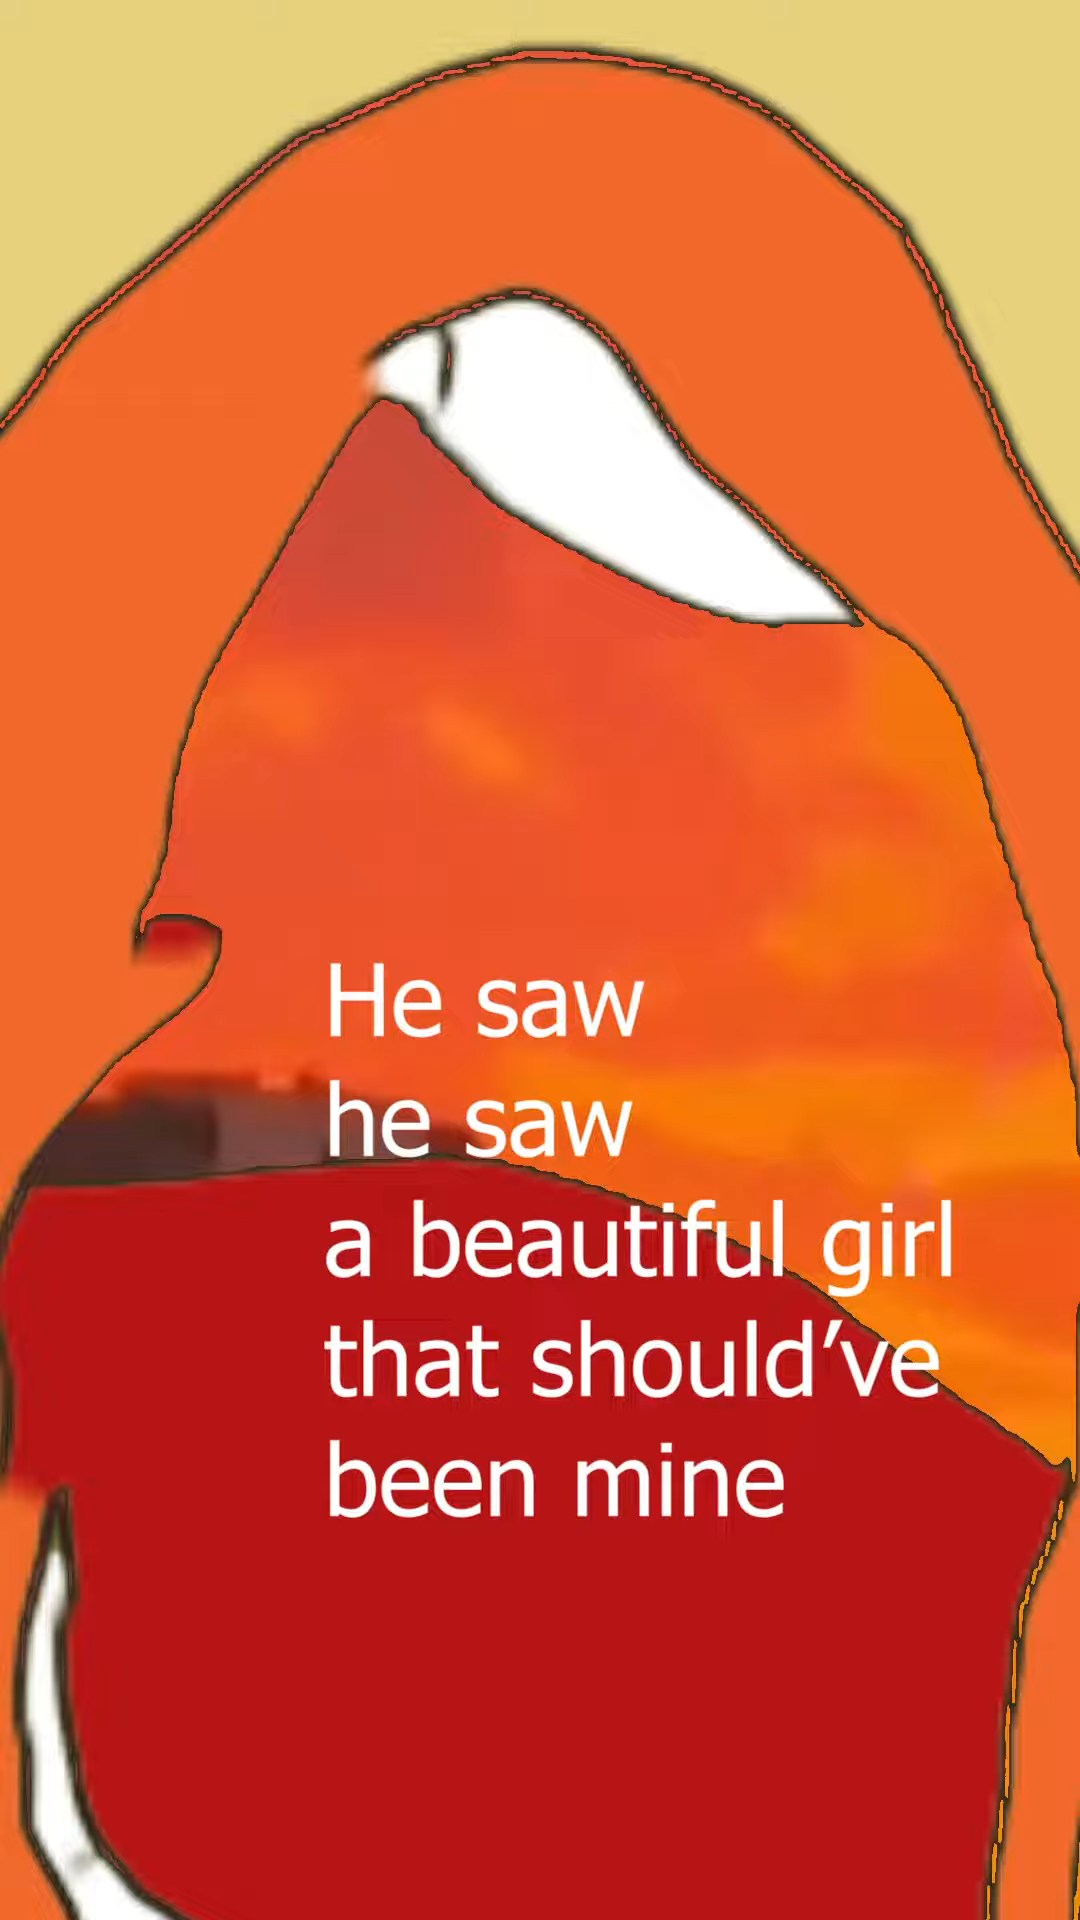 He saw
he saw
a beautiful girl
that should’ve
been mine